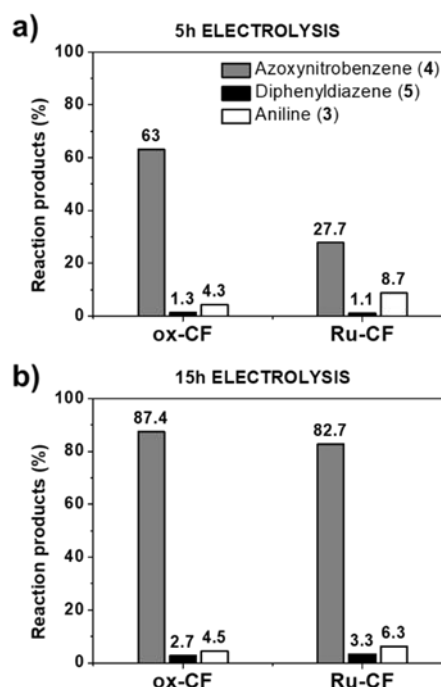 a)
5h ELECTROLYSIS
Reaction products (%)
100
80
60
40
20
0
Azoxynitrobenzene (4)
Diphenyldiazene (5)
Aniline (3)
63
1.3
4.3
27.7
1.1
8.7
ox-CF
Ru-CF
b)
15h ELECTROLYSIS
Reaction products (%)
100
80
60
40
20
0
87.4
2.7
4.5
82.7
3.3
6.3
ox-CF
Ru-CF